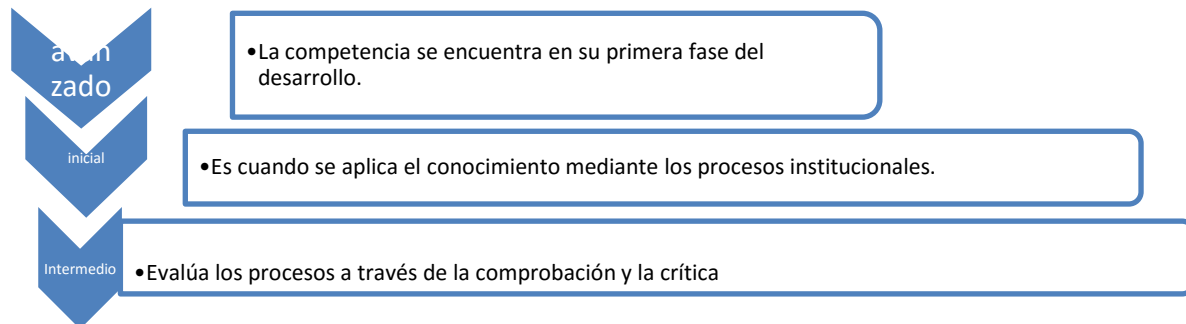 avan
zado
•La competencia se encuentra en su primera fase del
desarrollo.
inicial
•Es cuando se aplica el conocimiento mediante los procesos institucionales.
Intermedio
•Evalúa los procesos a través de la comprobación y la crítica